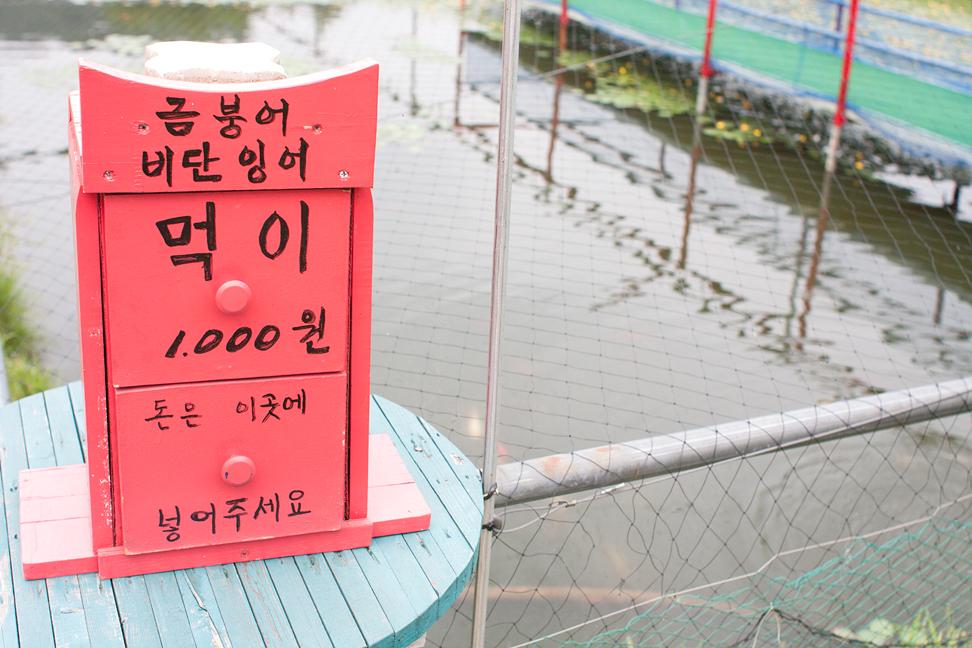 금붕어
비단잉어
먹이
1.000원
돈은 이곳에
넣어주세요